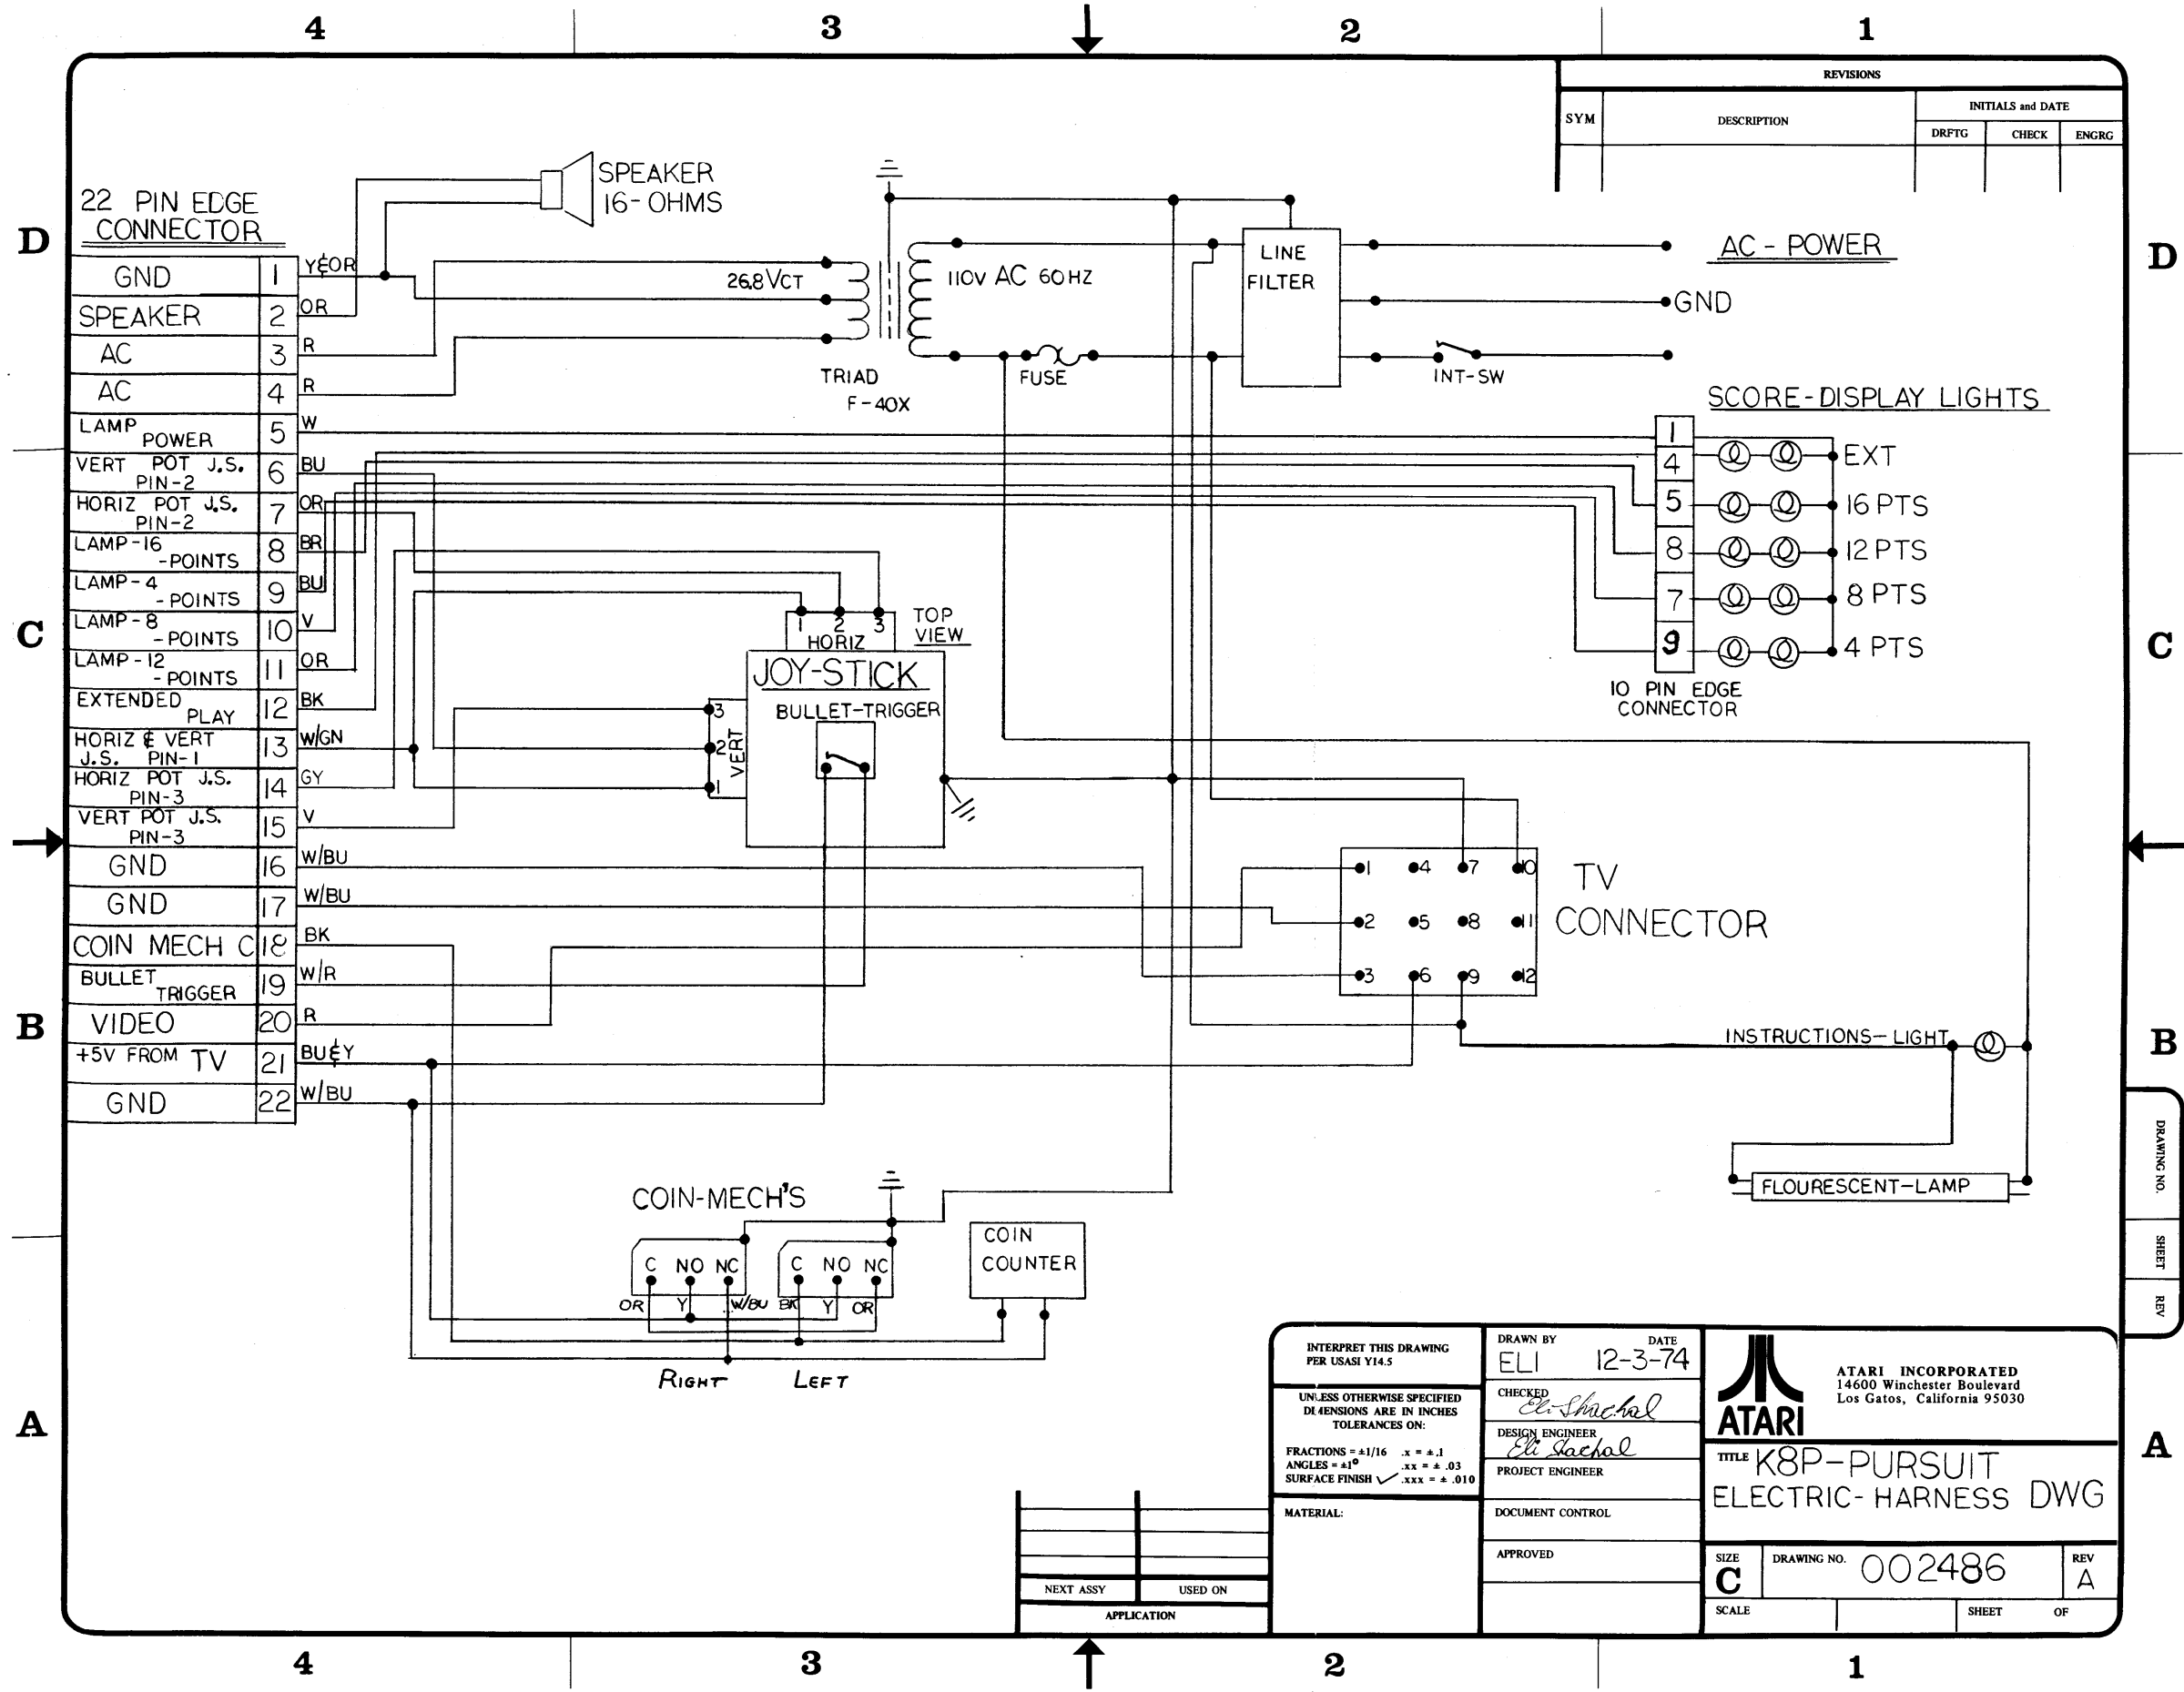 4 3 2 1
REVISIONS
SYM DESCRIPTION INITIALS and DATE
DRFTG CHECK ENGRG
D
D
SPEAKER
16-OHMS
22 PIN EDGE
CONNECTOR
GND 1 Y&OR
SPEAKER 2 OR
AC 3 R
AC 4 R
LAMP POWER 5 W
VERT POT J.S. PIN-2 6 BU
HORIZ POT J.S. PIN-2 7 OR
LAMP-16 -POINTS 8 BR
LAMP-4 -POINTS 9 BU
LAMP-8 -POINTS 10 V
LAMP-12 -POINTS 11 OR
EXTENDED PLAY 12 BK
HORIZ & VERT J.S. PIN-1 13 W/GN
HORIZ POT J.S. PIN-3 14 GY
VERT POT J.S. PIN-3 15 V
GND 16 W/BU
GND 17 W/BU
COIN MECH C 18 BK
BULLET TRIGGER 19 W/R
VIDEO 20 R
+5V FROM TV 21 BU&Y
GND 22 W/BU
26.8VCT
110V AC 60HZ
TRIAD
F-40X
FUSE
LINE
FILTER
AC - POWER
GND
INT-SW
SCORE-DISPLAY LIGHTS
1
4 EXT
5 16 PTS
8 12 PTS
7 8 PTS
9 4 PTS
10 PIN EDGE
CONNECTOR
C
C
1 2 3
HORIZ
TOP
VIEW
JOY-STICK
BULLET-TRIGGER
3
2
1
VERT
1 4 7 10
2 5 8 11
3 6 9 12
TV
CONNECTOR
B
B
INSTRUCTIONS-LIGHT
FLOURESCENT-LAMP
COIN-MECH'S
C NO NC
C NO NC
OR Y W/BU
BK Y OR
RIGHT
LEFT
COIN
COUNTER
DRAWING NO.
SHEET
REV
A
A
INTERPRET THIS DRAWING
PER USASI Y14.5
UNLESS OTHERWISE SPECIFIED
DIMENSIONS ARE IN INCHES
TOLERANCES ON:
FRACTIONS = ±1/16 .x = ± .1
ANGLES = ±1° .xx = ± .03
SURFACE FINISH ✓ .xxx = ± .010
MATERIAL:
DRAWN BY DATE
ELI 12-3-74
CHECKED
Eli Shachal
DESIGN ENGINEER
Eli Shachal
PROJECT ENGINEER
DOCUMENT CONTROL
APPROVED
ATARI
ATARI INCORPORATED
14600 Winchester Boulevard
Los Gatos, California 95030
TITLE K8P-PURSUIT
ELECTRIC-HARNESS DWG
SIZE
C
DRAWING NO. 002486
REV
A
SCALE SHEET OF
NEXT ASSY USED ON
APPLICATION
4 3 2 1